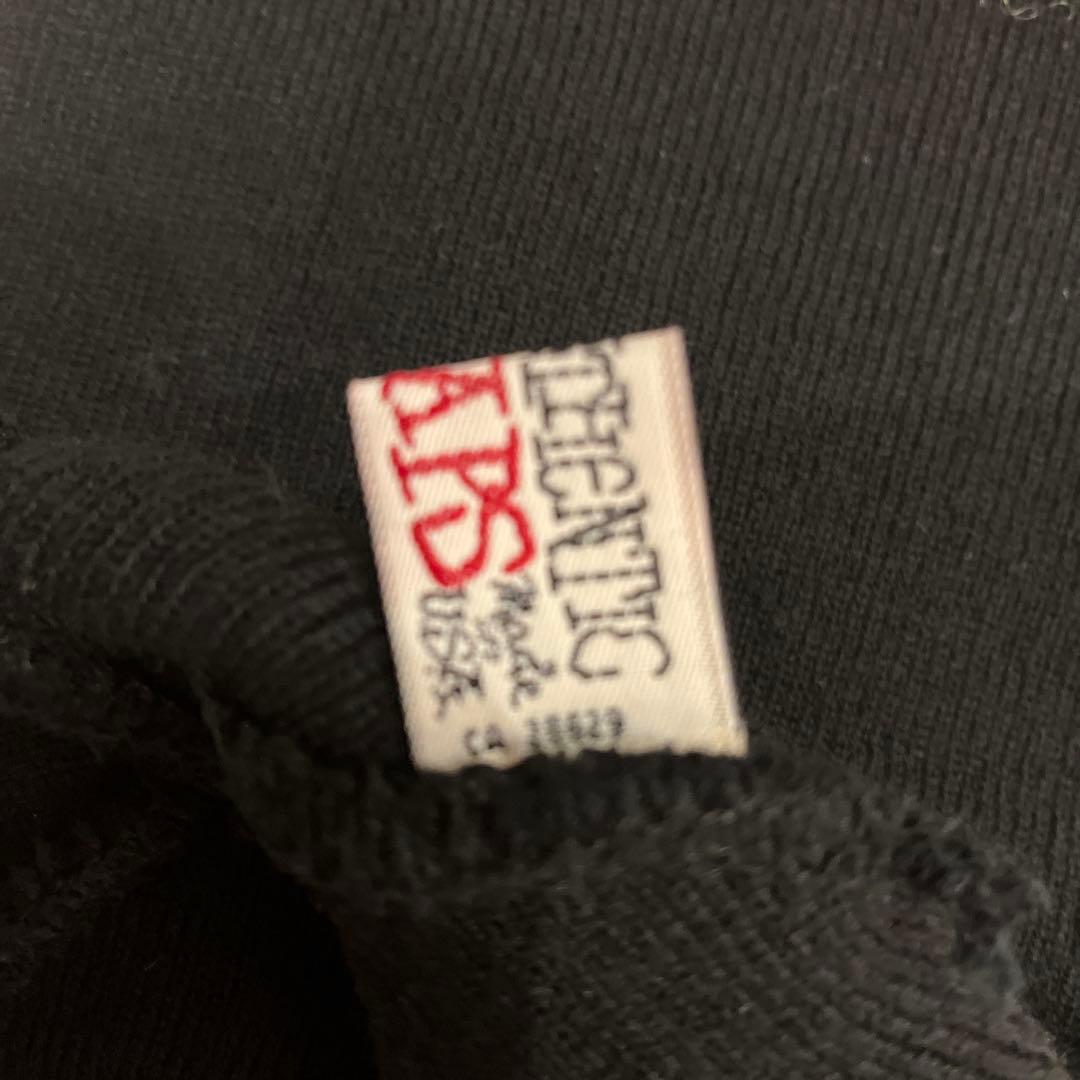 THENTIC
APS
Made
in
USA.